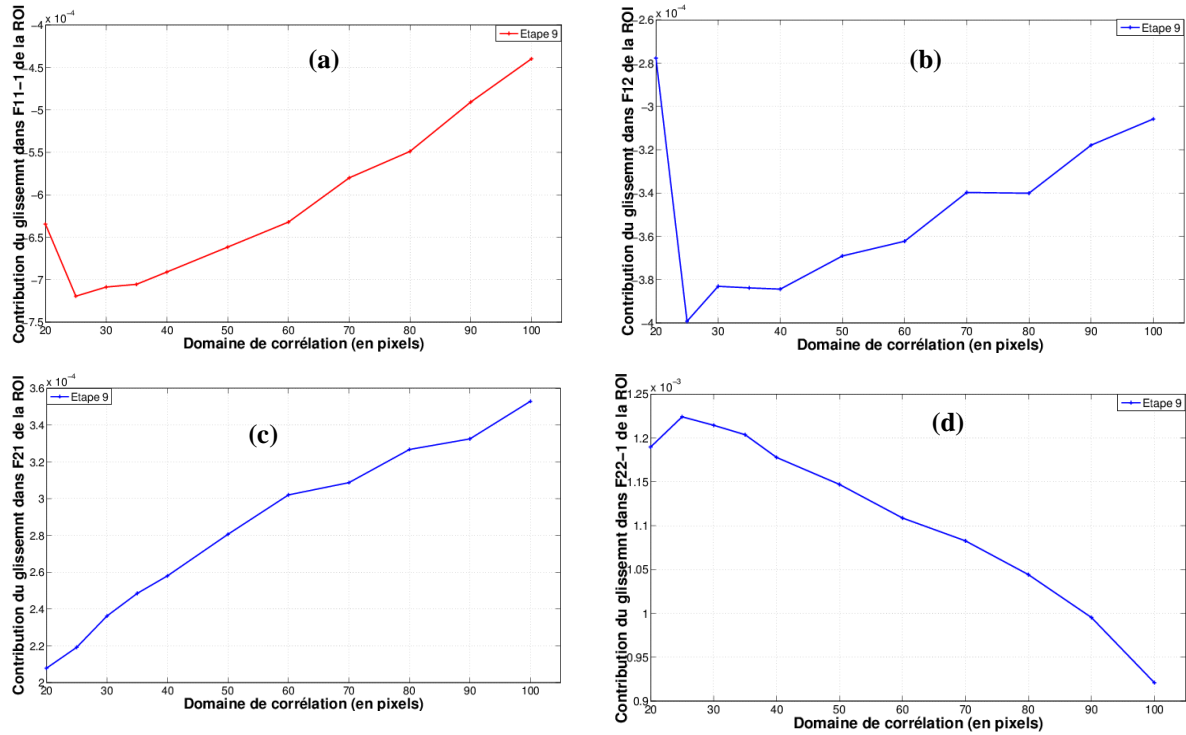 x 10⁻⁴
Etape 9
(a)
Contribution du glissemnt dans F11−1 de la ROI
−4
−4.5
−5
−5.5
−6
−6.5
−7
−7.5
20 30 40 50 60 70 80 90 100
Domaine de corrélation (en pixels)
x 10⁻⁴
Etape 9
(b)
Contribution du glissemnt dans F12 de la ROI
−2.6
−2.8
−3
−3.2
−3.4
−3.6
−3.8
−4
20 30 40 50 60 70 80 90 100
Domaine de corrélation (en pixels)
x 10⁻⁴
Etape 9
(c)
Contribution du glissemnt dans F21 de la ROI
3.6
3.4
3.2
3
2.8
2.6
2.4
2.2
2
20 30 40 50 60 70 80 90 100
Domaine de corrélation (en pixels)
x 10⁻³
Etape 9
(d)
Contribution du glissemnt dans F22−1 de la ROI
1.25
1.2
1.15
1.1
1.05
1
0.95
0.9
20 30 40 50 60 70 80 90 100
Domaine de corrélation (en pixels)